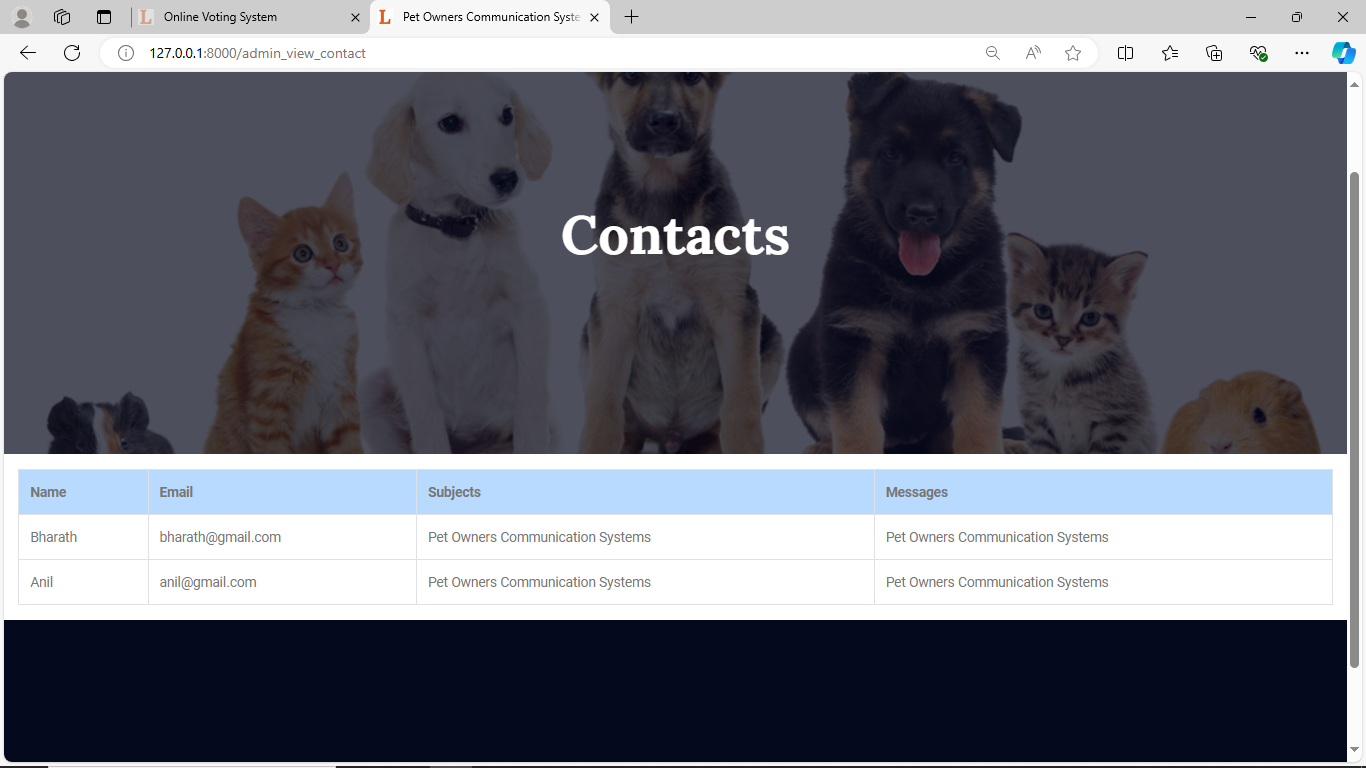 Online Voting System
Pet Owners Communication Syste
127.0.0.1:8000/admin_view_contact
Contacts
Name Email Subjects Messages
Bharath bharath@gmail.com Pet Owners Communication Systems Pet Owners Communication Systems
Anil anil@gmail.com Pet Owners Communication Systems Pet Owners Communication Systems